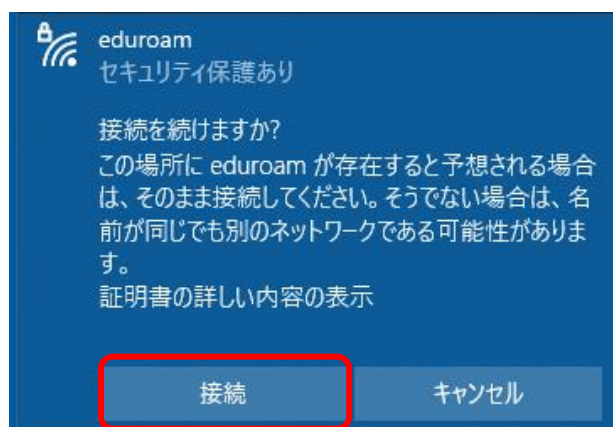 eduroam
セキュリティ保護あり
接続を続けますか?
この場所に eduroam が存在すると予想される場合
は、そのまま接続してください。そうでない場合は、名
前が同じでも別のネットワークである可能性がありま
す。
証明書の詳しい内容の表示
接続
キャンセル